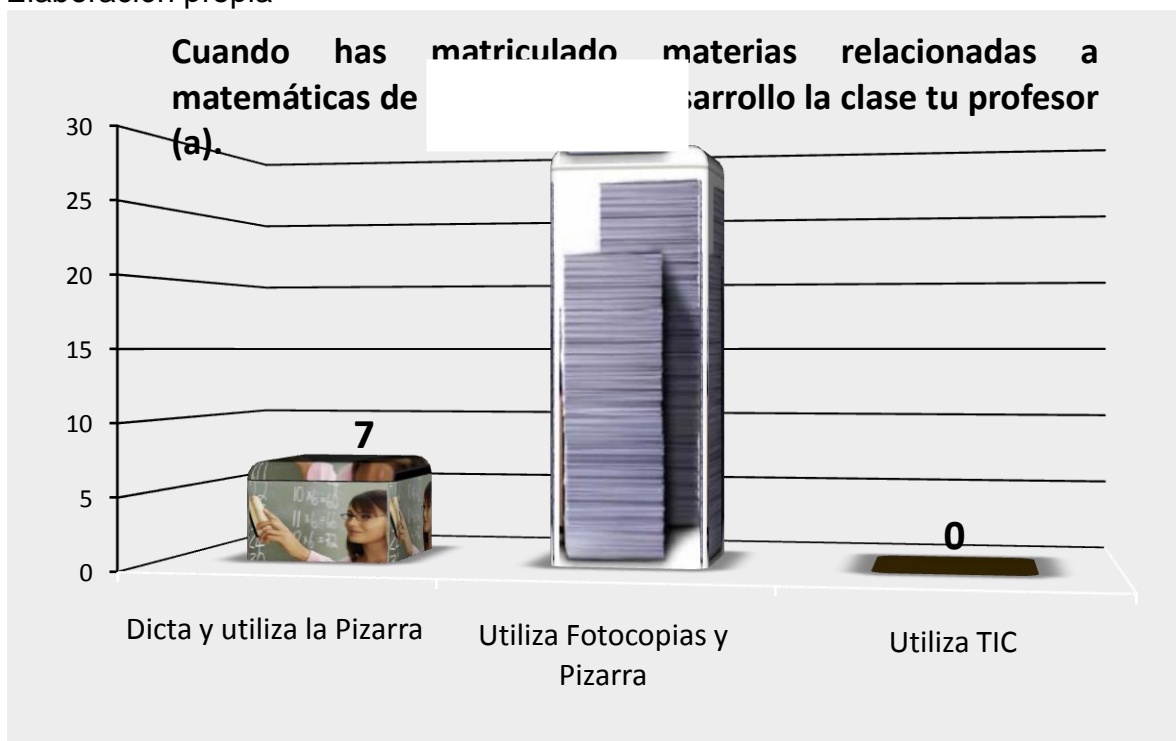 Elaboración propia
Cuando has matriculado materias relacionadas a
matemáticas de la clase tu profesor
(a).
30
25
20
15
10
5
0
7
0
Dicta y utiliza la Pizarra
Utiliza Fotocopias y
Pizarra
Utiliza TIC